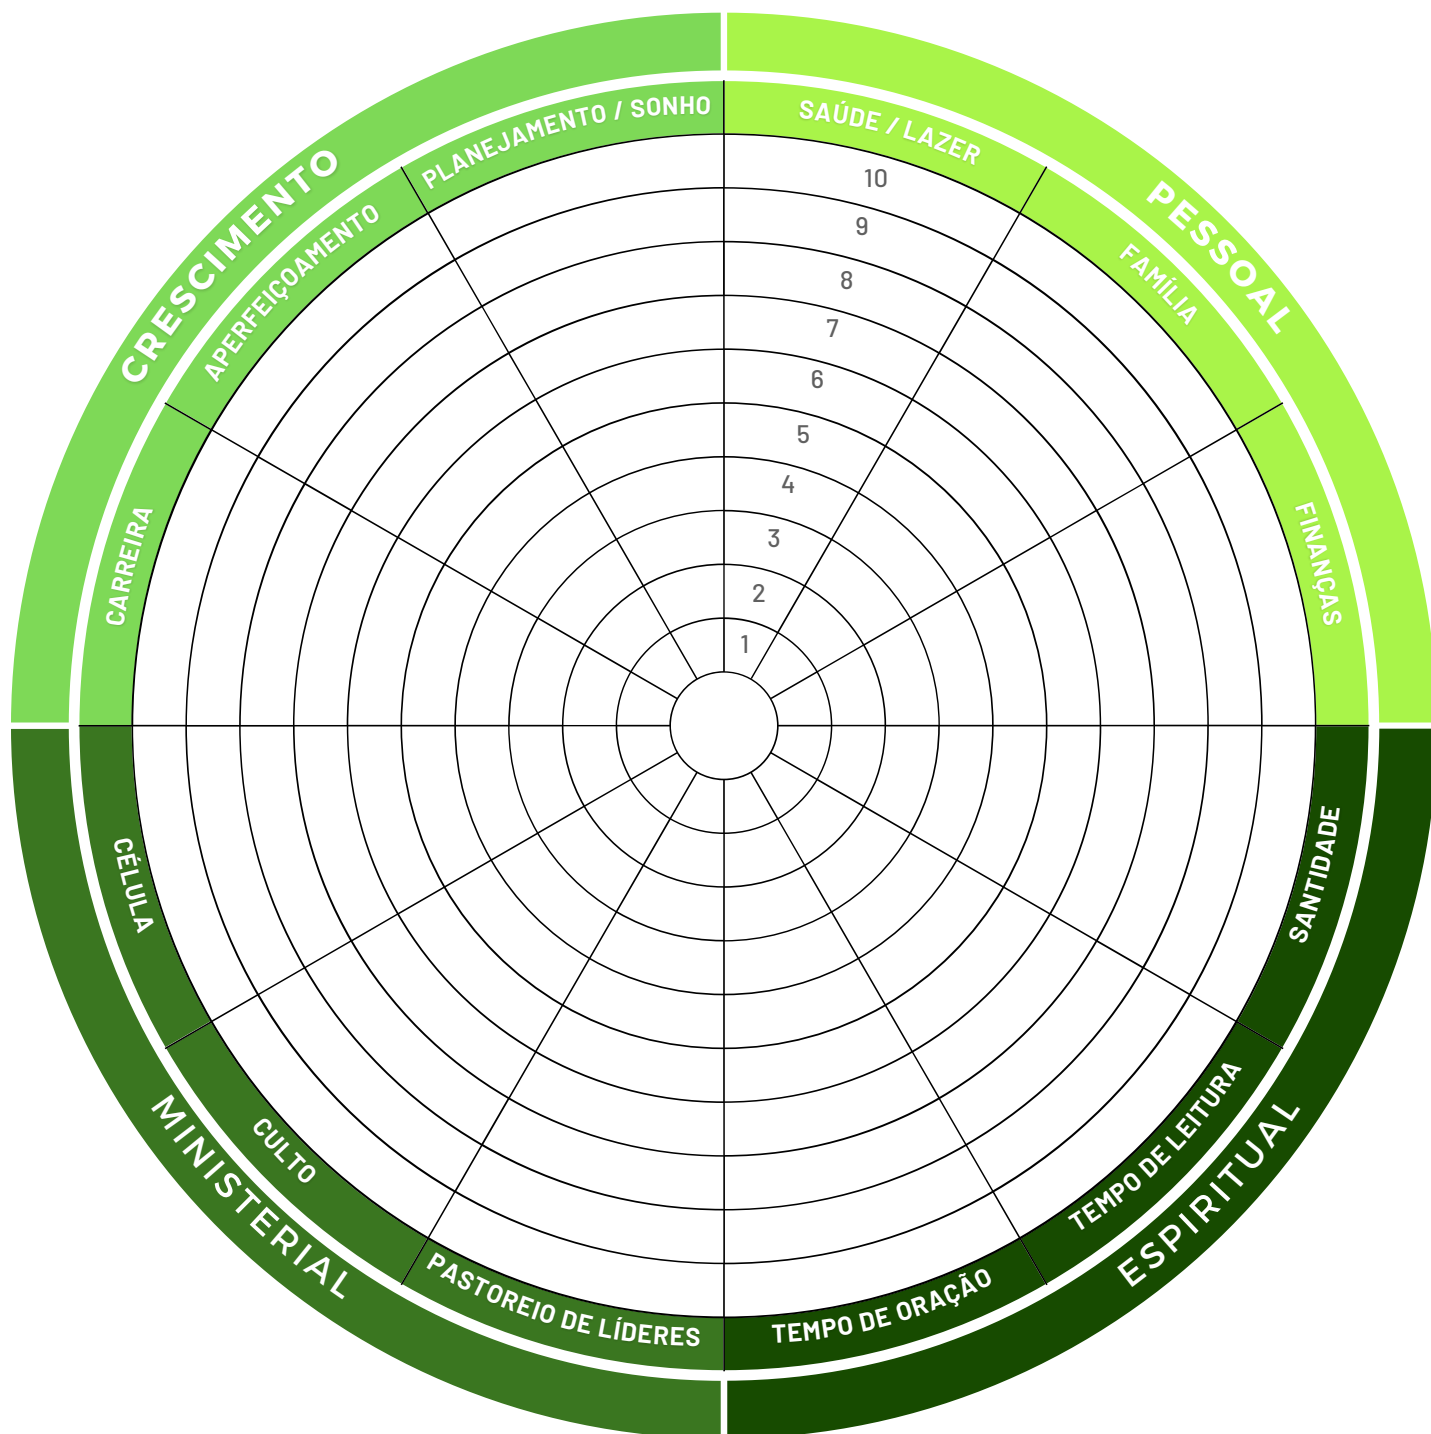 CRESCIMENTO
PESSOAL
PLANEJAMENTO / SONHO
SAÚDE / LAZER
APERFEIÇOAMENTO
FAMÍLIA
CARREIRA
FINANÇAS
10
9
8
7
6
5
4
3
2
1
CÉLULA
SANTIDADE
CULTO
TEMPO DE LEITURA
PASTOREIO DE LÍDERES
TEMPO DE ORAÇÃO
MINISTERIAL
ESPIRITUAL